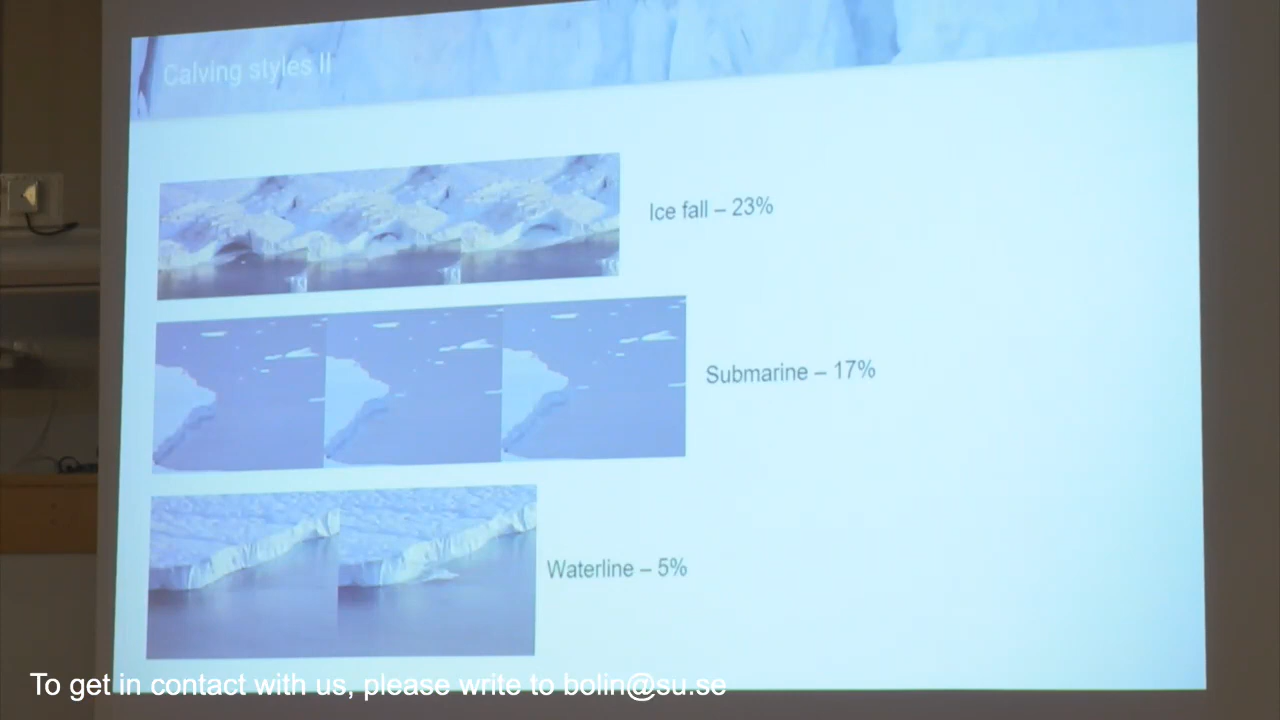 Calving styles II
Ice fall – 23%
Submarine – 17%
Waterline – 5%
To get in contact with us, please write to bolin@su.se